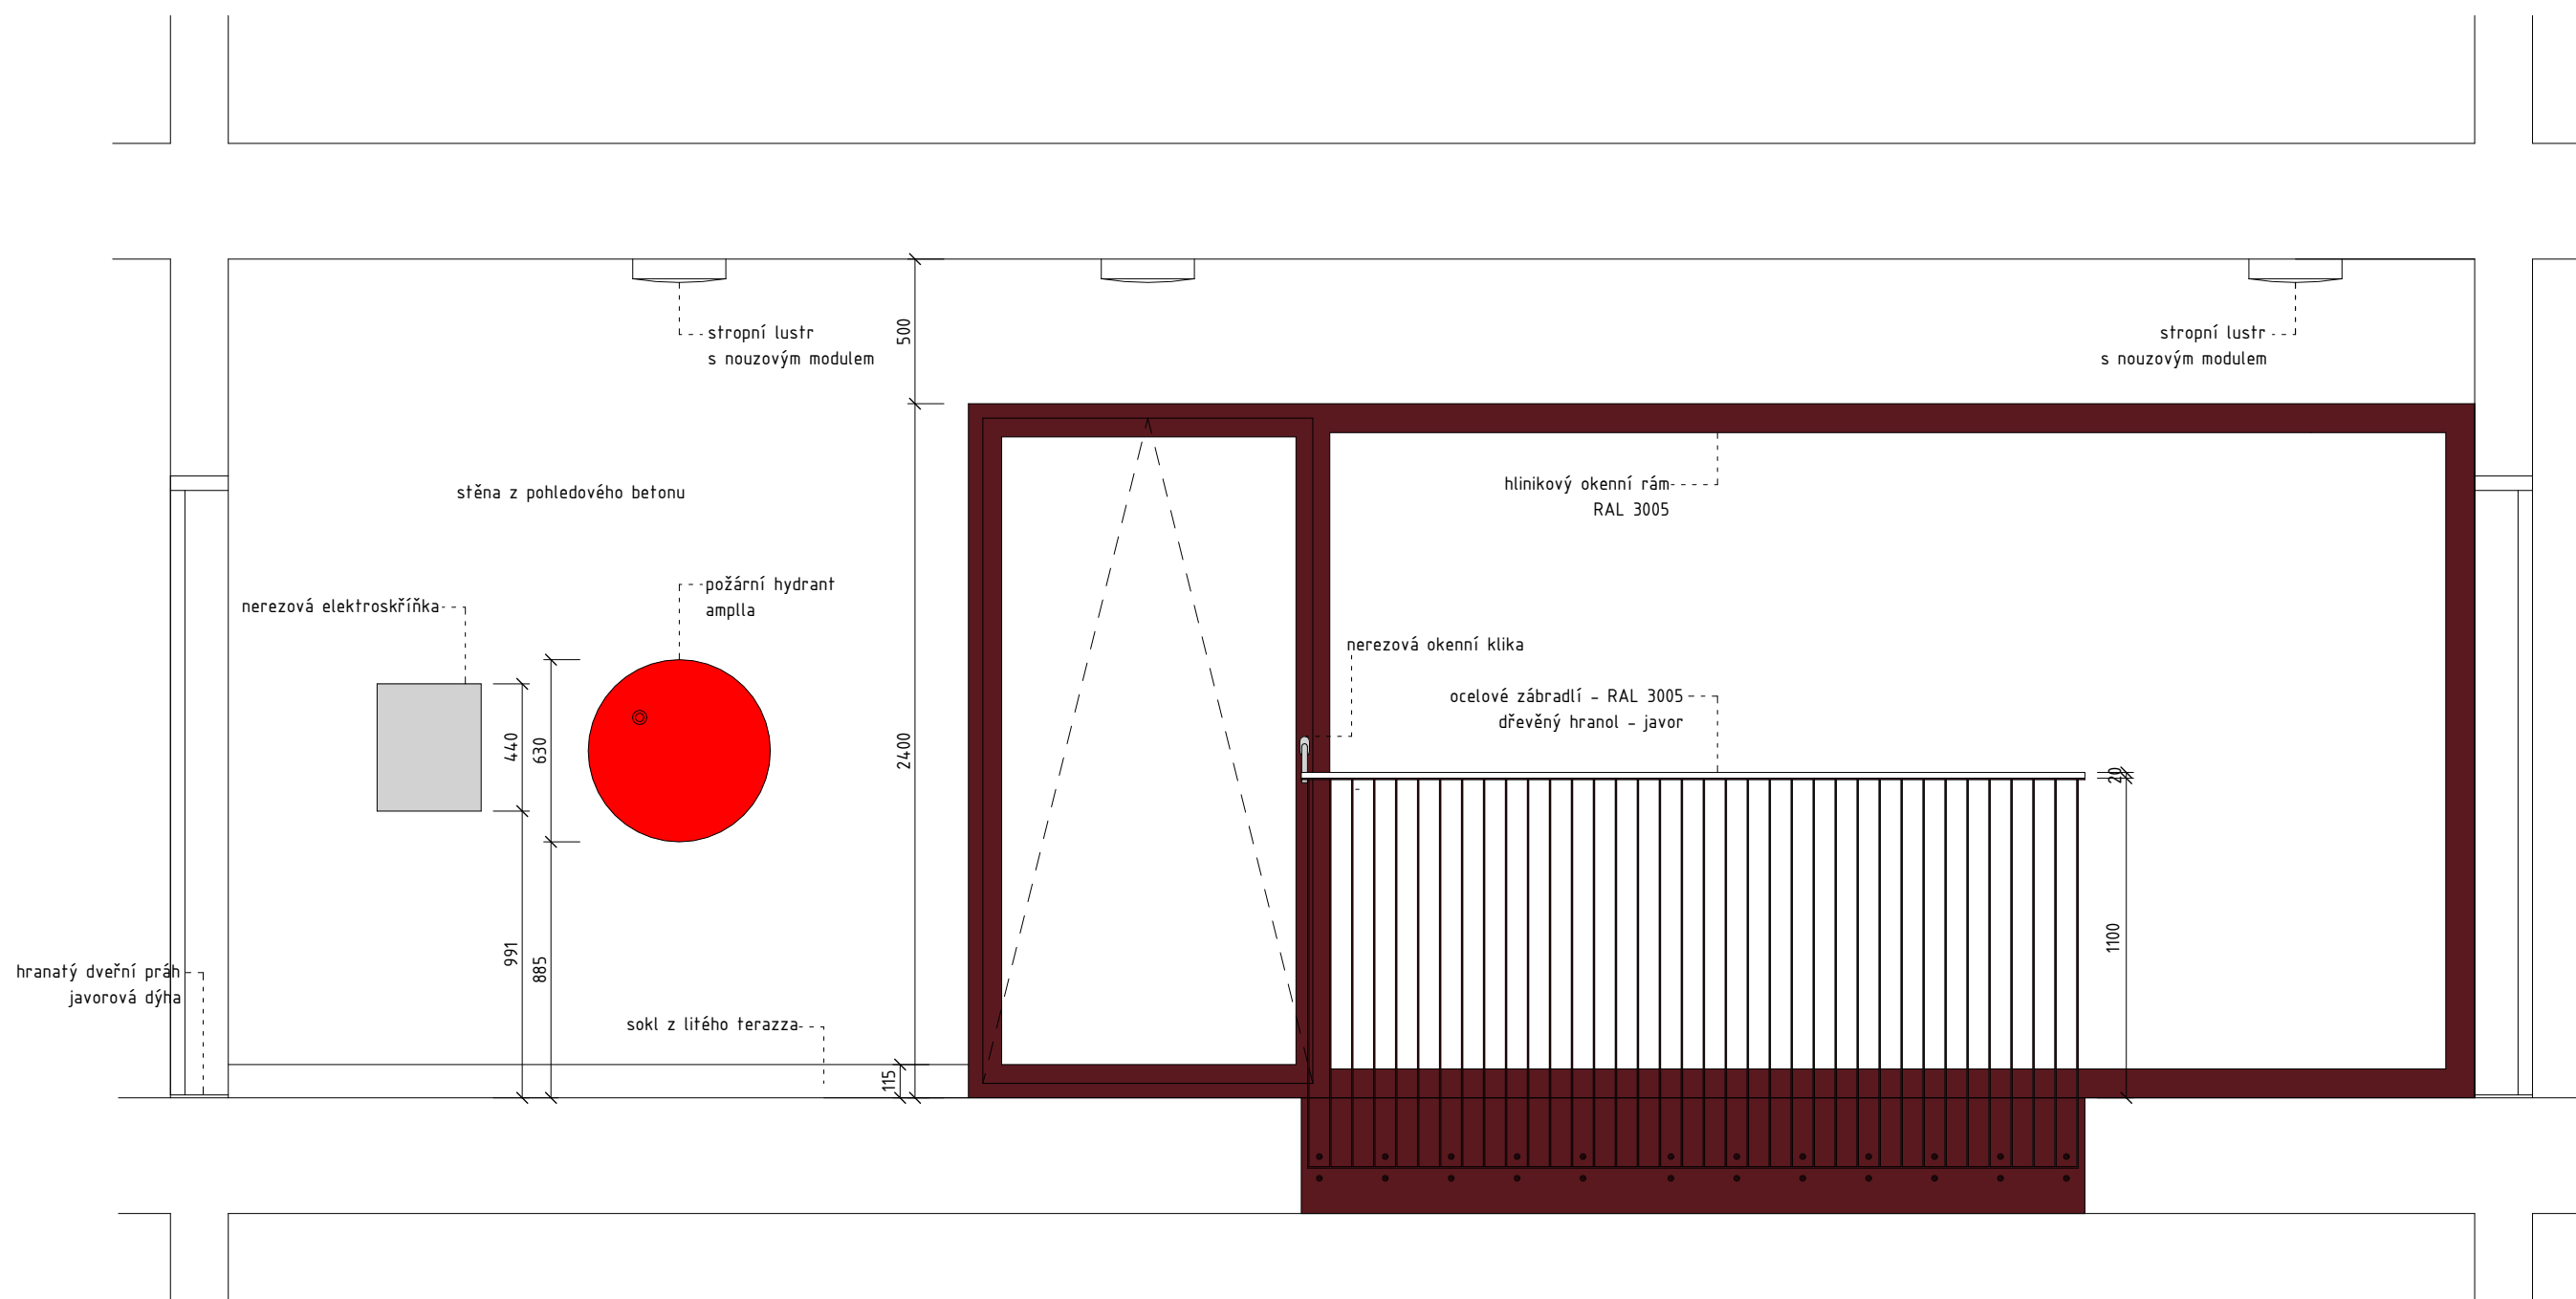 stropní lustr
s nouzovým modulem
500
stropní lustr
s nouzovým modulem
stěna z pohledového betonu
hlinikový okenní rám
RAL 3005
požární hydrant
amplla
nerezová elektroskříňka
nerezová okenní klika
ocelové zábradlí - RAL 3005
dřevěný hranol - javor
440
630
2400
20
991
885
1100
hranatý dveřní práh
javorová dýha
sokl z litého terazza
115